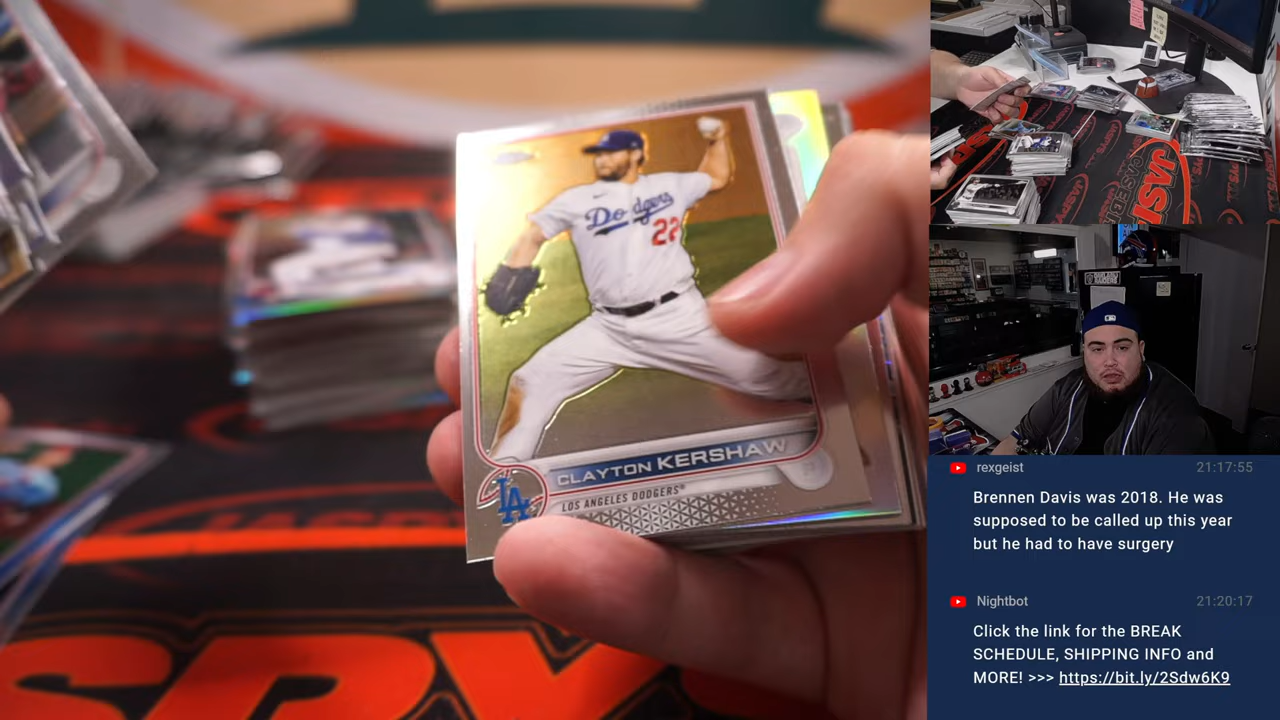 Dodgers
22
CLAYTON KERSHAW
LA
LOS ANGELES DODGERS®
JASPY
rexgeist
21:17:55
Brennen Davis was 2018. He was
supposed to be called up this year
but he had to have surgery
Nightbot
21:20:17
Click the link for the BREAK
SCHEDULE, SHIPPING INFO and
MORE! >>> https://bit.ly/2Sdw6K9